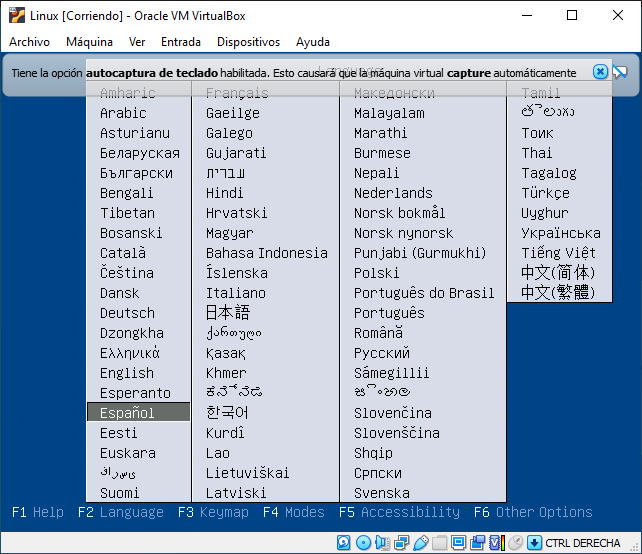 Linux [Corriendo] - Oracle VM VirtualBox
Archivo Máquina Ver Entrada Dispositivos Ayuda
Tiene la opción autocaptura de teclado habilitada. Esto causará que la máquina virtual capture automáticamente
Language
Amharic
Arabic
Asturianu
Беларуская
Български
Bengali
Tibetan
Bosanski
Català
Čeština
Dansk
Deutsch
Dzongkha
Ελληνικά
English
Esperanto
Español
Eesti
Euskara
Suomi
Français
Gaeilge
Galego
Gujarati
עברית
Hindi
Hrvatski
Magyar
Bahasa Indonesia
Íslenska
Italiano
日本語
ქართული
Қазақ
Khmer
ಕನ್ನಡ
한국어
Kurdî
Lao
Lietuviškai
Latviski
Македонски
Malayalam
Marathi
Burmese
Nepali
Nederlands
Norsk bokmål
Norsk nynorsk
Punjabi (Gurmukhi)
Polski
Português do Brasil
Português
Română
Русский
Sámegillii
සිංහල
Slovenčina
Slovenščina
Shqip
Српски
Svenska
Tamil
తెలుగు
Тоик
Thai
Tagalog
Türkçe
Uyghur
Українська
Tiếng Việt
中文(简体)
中文(繁體)
F1 Help F2 Language F3 Keymap F4 Modes F5 Accessibility F6 Other Options
CTRL DERECHA